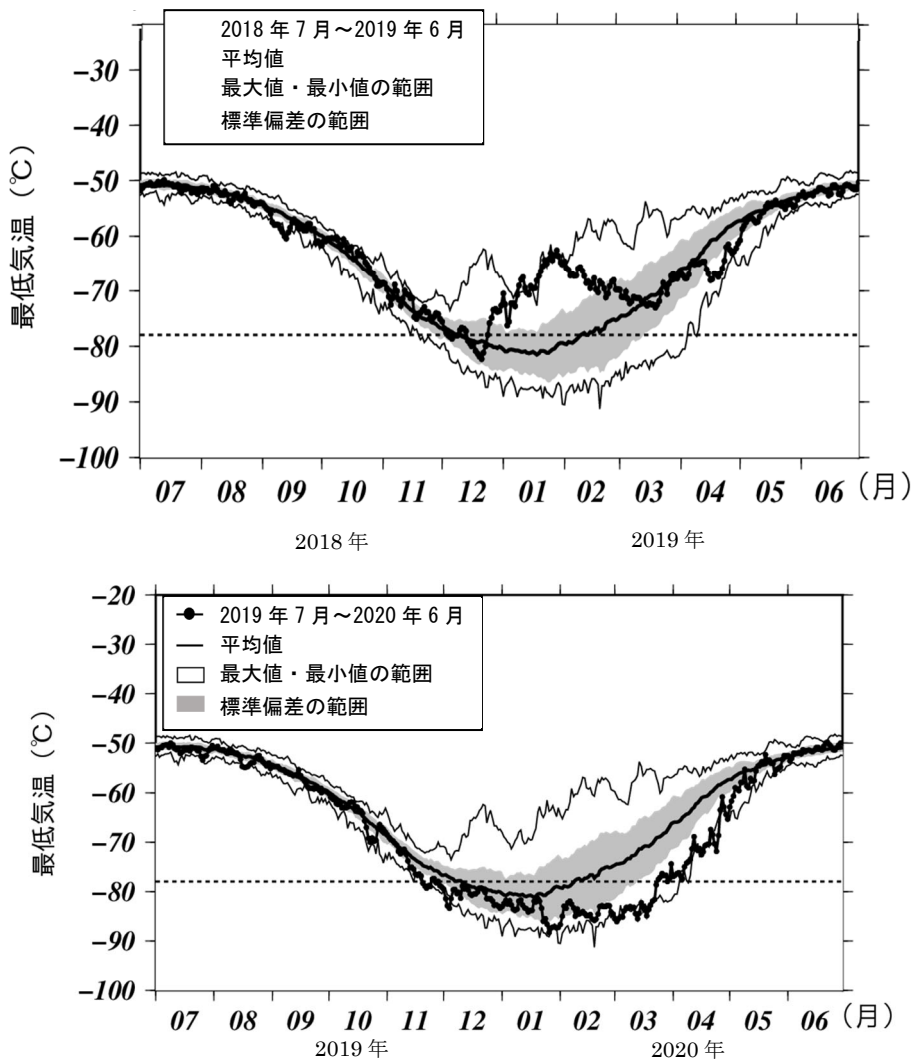 2018 年 7 月～2019 年 6 月
平均値
最大値・最小値の範囲
標準偏差の範囲
最低気温（℃）
−30
−40
−50
−60
−70
−80
−90
−100
07 08 09 10 11 12 01 02 03 04 05 06 （月）
2018 年 2019 年
2019 年 7 月～2020 年 6 月
平均値
最大値・最小値の範囲
標準偏差の範囲
最低気温（℃）
−20
−30
−40
−50
−60
−70
−80
−90
−100
07 08 09 10 11 12 01 02 03 04 05 06 （月）
2019 年 2020 年